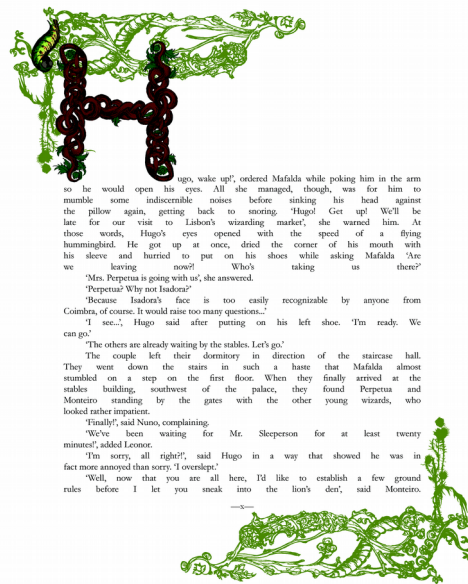 Hugo, wake up!', ordered Mafalda while poking him in the arm
so he would open his eyes. All she managed, though, was for him to
mumble some indiscernible noises before sinking his head against
the pillow again, getting back to snoring. 'Hugo! Get up! We'll be
late for our visit to Lisbon's wizarding market', she warned him. At
those words, Hugo's eyes opened with the speed of a flying
hummingbird. He got up at once, dried the corner of his mouth with
his sleeve and hurried to put on his shoes while asking Mafalda 'Are
we leaving now?! Who's taking us there?'
'Mrs. Perpetua is going with us', she answered.
'Perpetua? Why not Isadora?'
'Because Isadora's face is too easily recognizable by anyone from
Coimbra, of course. It would raise too many questions...'
'I see...', Hugo said after putting on his left shoe. 'I'm ready. We
can go.'
'The others are already waiting by the stables. Let's go.'
The couple left their dormitory in direction of the staircase hall.
They went down the stairs in such a haste that Mafalda almost
stumbled on a step on the first floor. When they finally arrived at the
stables building, southwest of the palace, they found Perpetua and
Monteiro standing by the gates with the other young wizards, who
looked rather impatient.
'Finally!', said Nuno, complaining.
'We've been waiting for Mr. Sleeperson for at least twenty
minutes!', added Leonor.
'I'm sorry, all right?!', said Hugo in a way that showed he was in
fact more annoyed than sorry. 'I overslept.'
'Well, now that you are all here, I'd like to establish a few ground
rules before I let you sneak into the lion's den', said Monteiro.
—x—